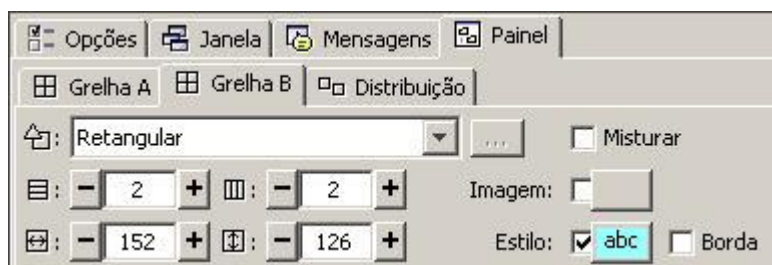 Opções Janela Mensagens Painel
Grelha A Grelha B Distribuição
: Retangular ... Misturar
: - 2 + : - 2 + Imagem:
: - 152 + : - 126 + Estilo: abc Borda